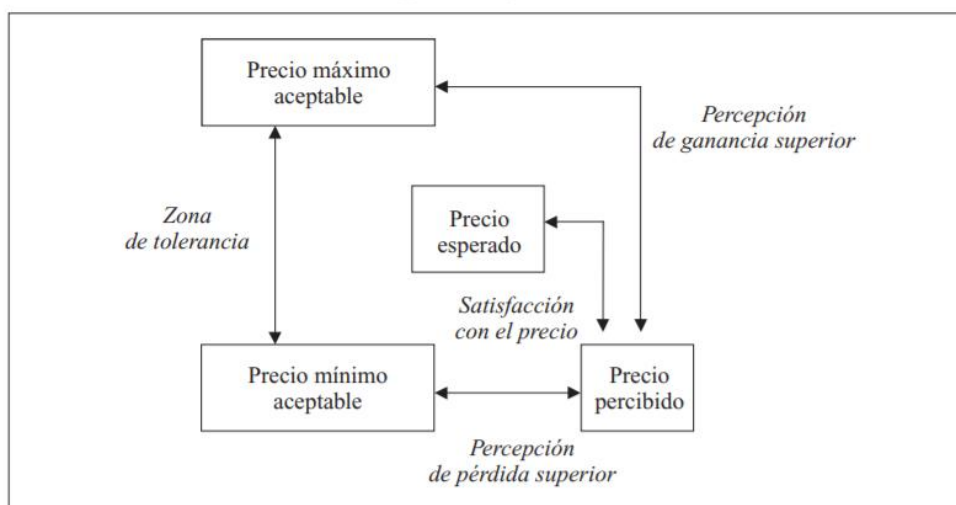 Precio máximo
aceptable
Percepción
de ganancia superior
Zona
de tolerancia
Precio
esperado
Satisfacción
con el precio
Precio mínimo
aceptable
Precio
percibido
Percepción
de pérdida superior